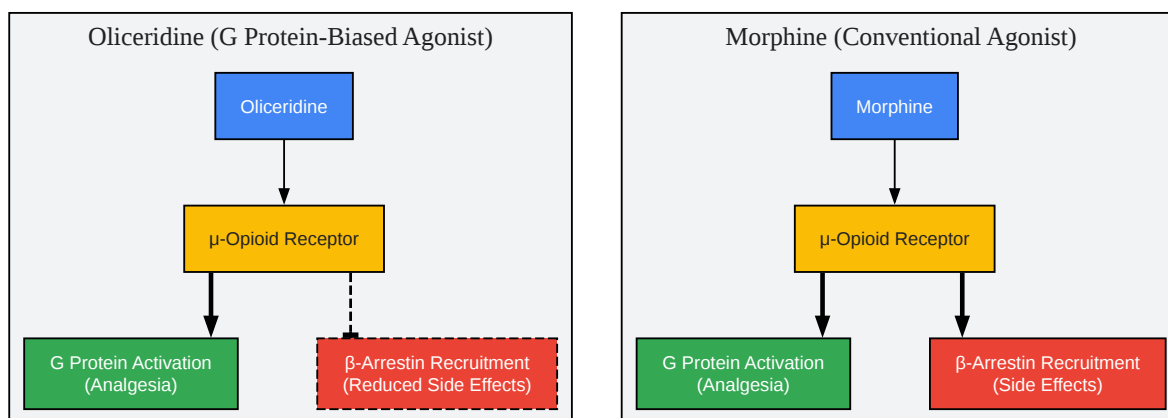 Oliceridine (G Protein-Biased Agonist)
Oliceridine
μ-Opioid Receptor
G Protein Activation
(Analgesia)
β-Arrestin Recruitment
(Reduced Side Effects)
Morphine (Conventional Agonist)
Morphine
μ-Opioid Receptor
G Protein Activation
(Analgesia)
β-Arrestin Recruitment
(Side Effects)